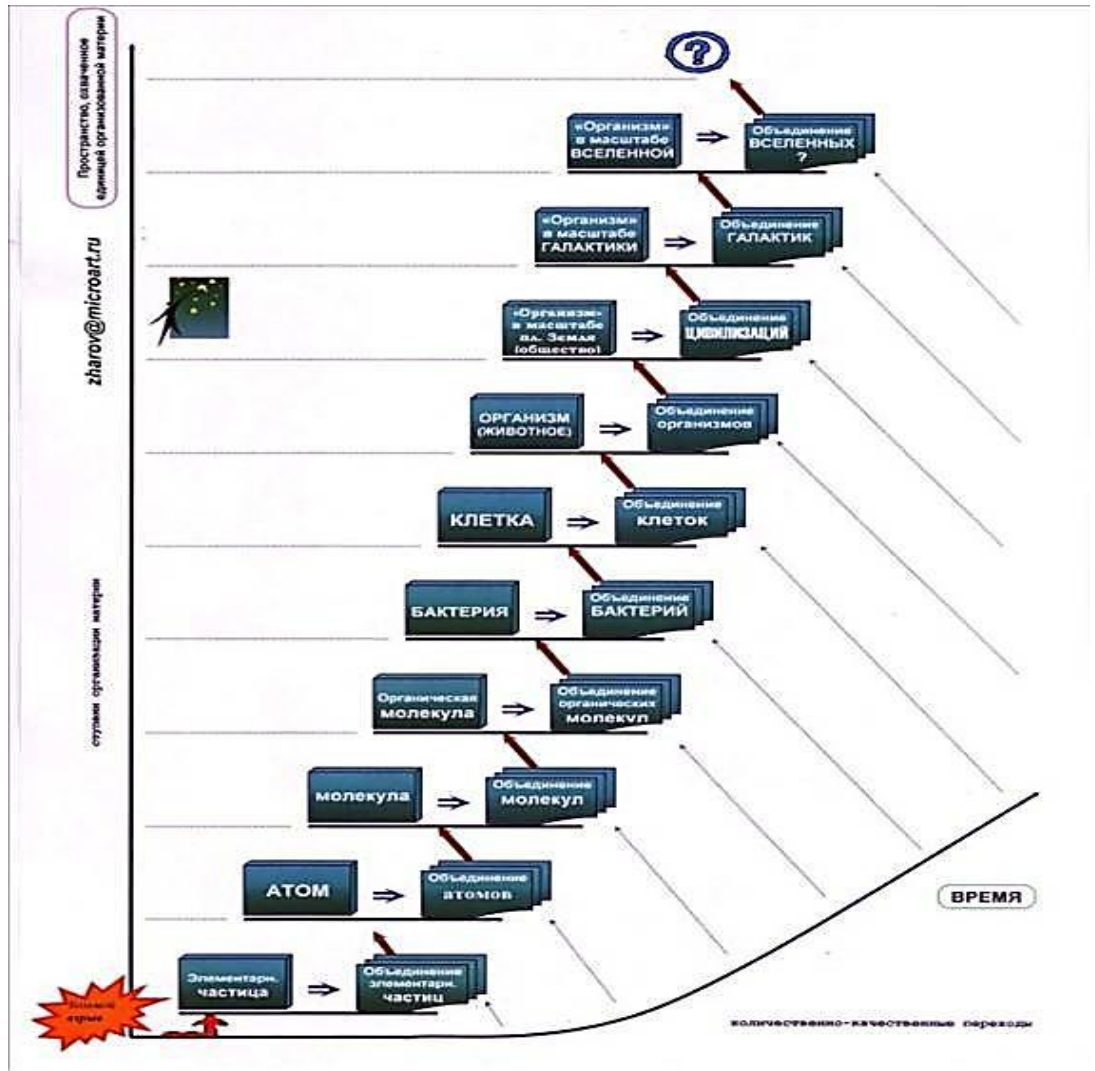 Пространство, охваченное
единицей организованной материи
zharov@microart.ru
ступени организации материи
?
«Организм»
в масштабе
ВСЕЛЕННОЙ
⇒
Объединение
ВСЕЛЕННЫХ
?
«Организм»
в масштабе
ГАЛАКТИКИ
⇒
Объединение
ГАЛАКТИК
«Организм»
в масштабе
пл. Земля
(общество)
⇒
Объединение
ЦИВИЛИЗАЦИЙ
ОРГАНИЗМ
(ЖИВОТНОЕ)
⇒
Объединение
организмов
КЛЕТКА
⇒
Объединение
клеток
БАКТЕРИЯ
⇒
Объединение
БАКТЕРИЙ
Органическая
молекула
⇒
Объединение
органических
молекул
молекула
⇒
Объединение
молекул
АТОМ
⇒
Объединение
атомов
Элементарн.
частица
⇒
Объединение
элементарн.
частиц
взрыв
ВРЕМЯ
количественно-качественные переходы